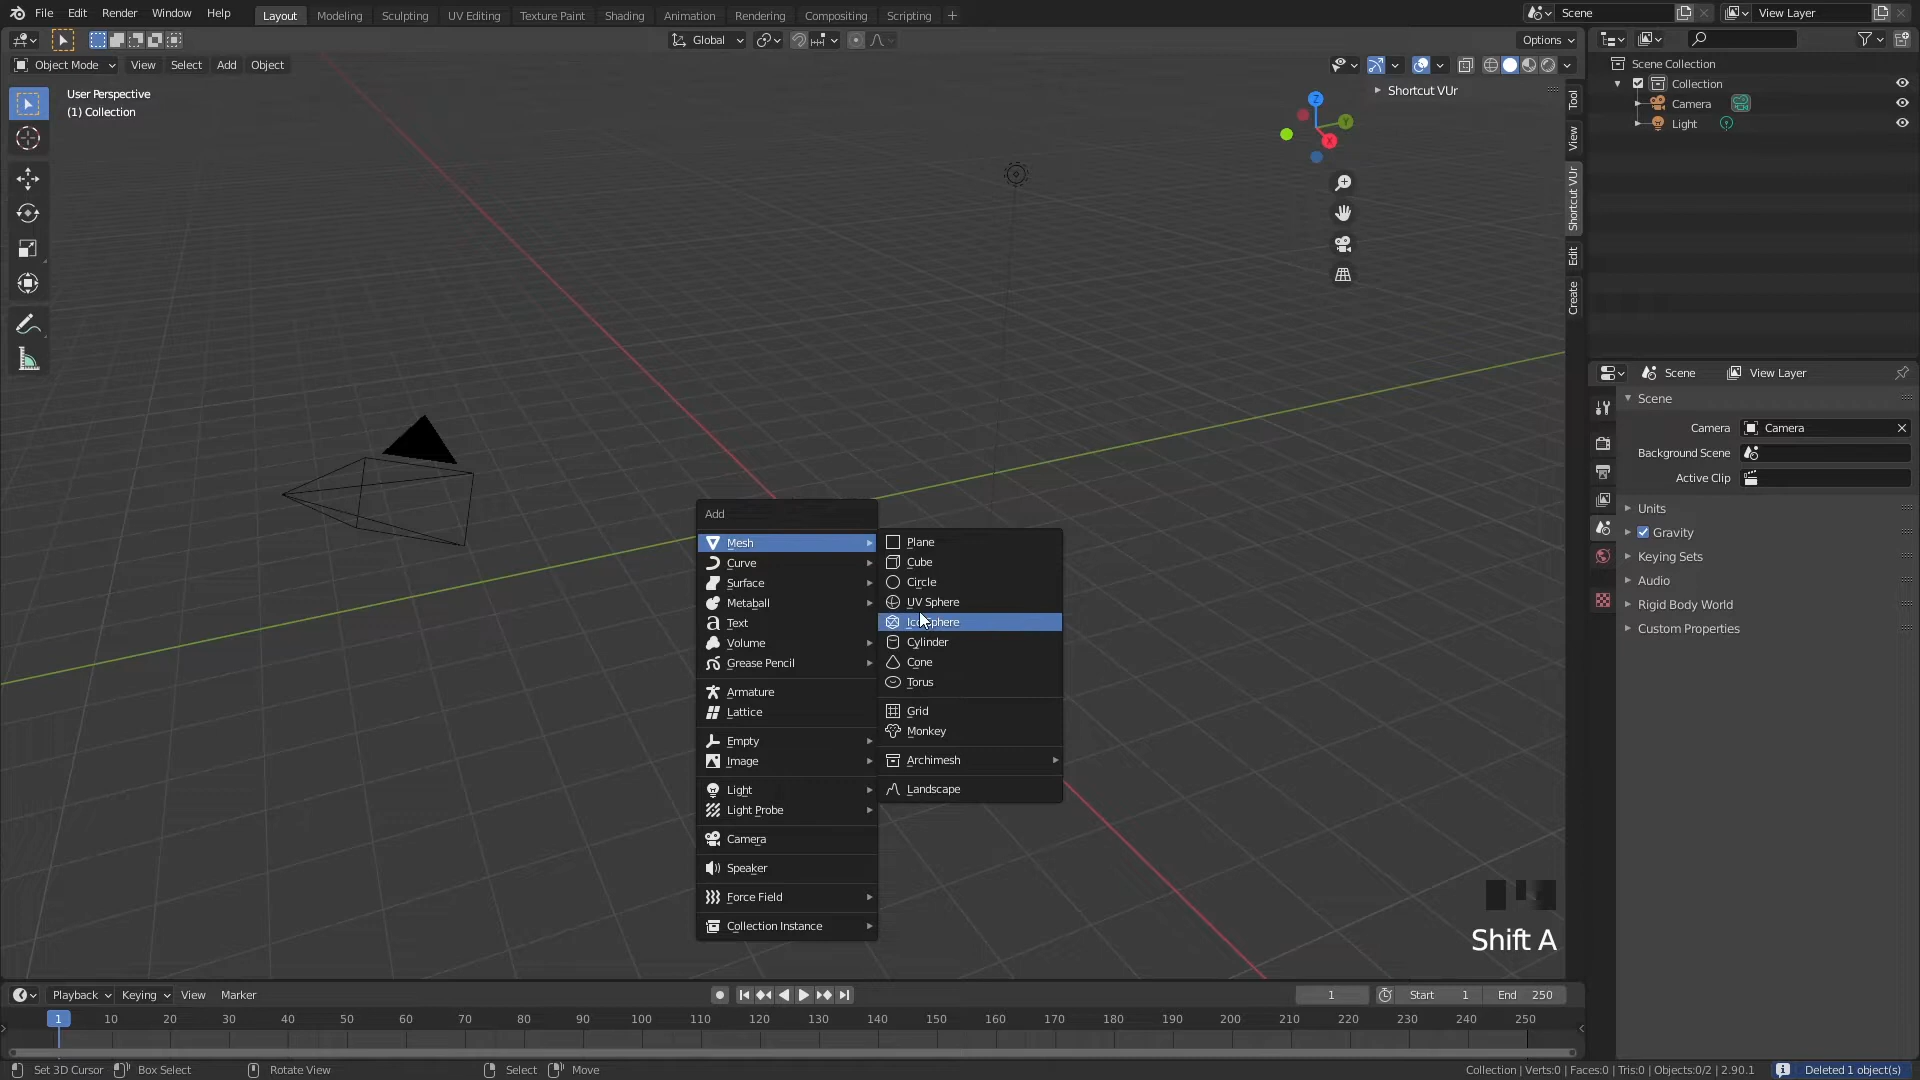 File Edit Render Window Help Layout Modeling Sculpting UV Editing Texture Paint Shading Animation Rendering Compositing Scripting + Scene View Layer
Global Options
Object Mode View Select Add Object
User Perspective
(1) Collection
Shortcut VUr
Z
Y
X
Tool
View
Shortcut VUr
Edit
Create
Scene Collection
Collection
Camera
Light
Scene View Layer
Scene
Camera Camera
Background Scene
Active Clip
Units
Gravity
Keying Sets
Audio
Rigid Body World
Custom Properties
Add
Mesh
Curve
Surface
Metaball
Text
Volume
Grease Pencil
Armature
Lattice
Empty
Image
Light
Light Probe
Camera
Speaker
Force Field
Collection Instance
Plane
Cube
Circle
UV Sphere
Ico Sphere
Cylinder
Cone
Torus
Grid
Monkey
Archimesh
Landscape
Shift A
Playback Keying View Marker 1 Start 1 End 250
1 10 20 30 40 50 60 70 80 90 100 110 120 130 140 150 160 170 180 190 200 210 220 230 240 250
Set 3D Cursor Box Select Rotate View Select Move Collection | Verts:0 | Faces:0 | Tris:0 | Objects:0/2 | 2.90.1 Deleted 1 object(s)